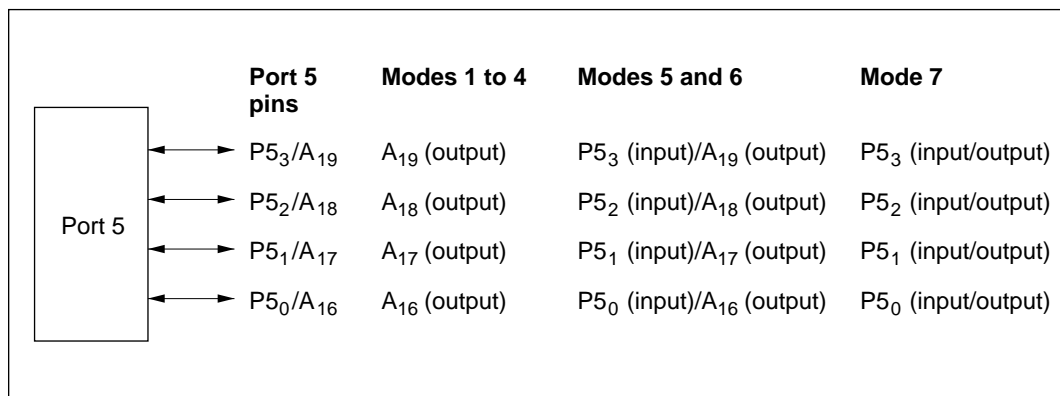 Port 5 pins Modes 1 to 4 Modes 5 and 6 Mode 7
P5₃/A₁₉ A₁₉ (output) P5₃ (input)/A₁₉ (output) P5₃ (input/output)
P5₂/A₁₈ A₁₈ (output) P5₂ (input)/A₁₈ (output) P5₂ (input/output)
Port 5
P5₁/A₁₇ A₁₇ (output) P5₁ (input)/A₁₇ (output) P5₁ (input/output)
P5₀/A₁₆ A₁₆ (output) P5₀ (input)/A₁₆ (output) P5₀ (input/output)